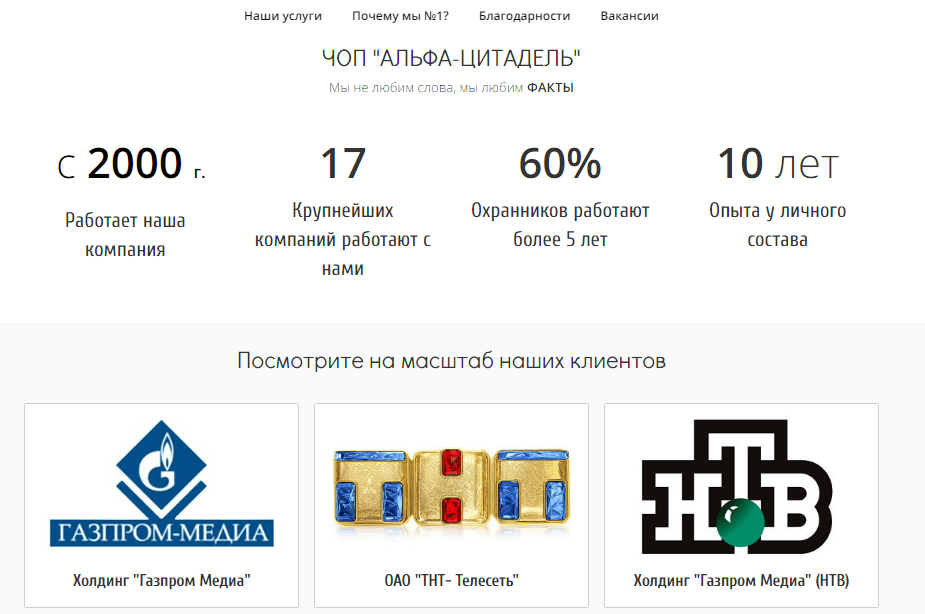 Наши услуги Почему мы №1? Благодарности Вакансии
ЧОП "АЛЬФА-ЦИТАДЕЛЬ"
Мы не любим слова, мы любим ФАКТЫ
С 2000 г.
Работает наша
компания
17
Крупнейших
компаний работают с
нами
60%
Охранников работают
более 5 лет
10 лет
Опыта у личного
состава
Посмотрите на масштаб наших клиентов
ГАЗПРОМ-МЕДИА
Холдинг "Газпром Медиа"
ТНТ
ОАО "ТНТ- Телесеть"
НТВ
Холдинг "Газпром Медиа" (НТВ)